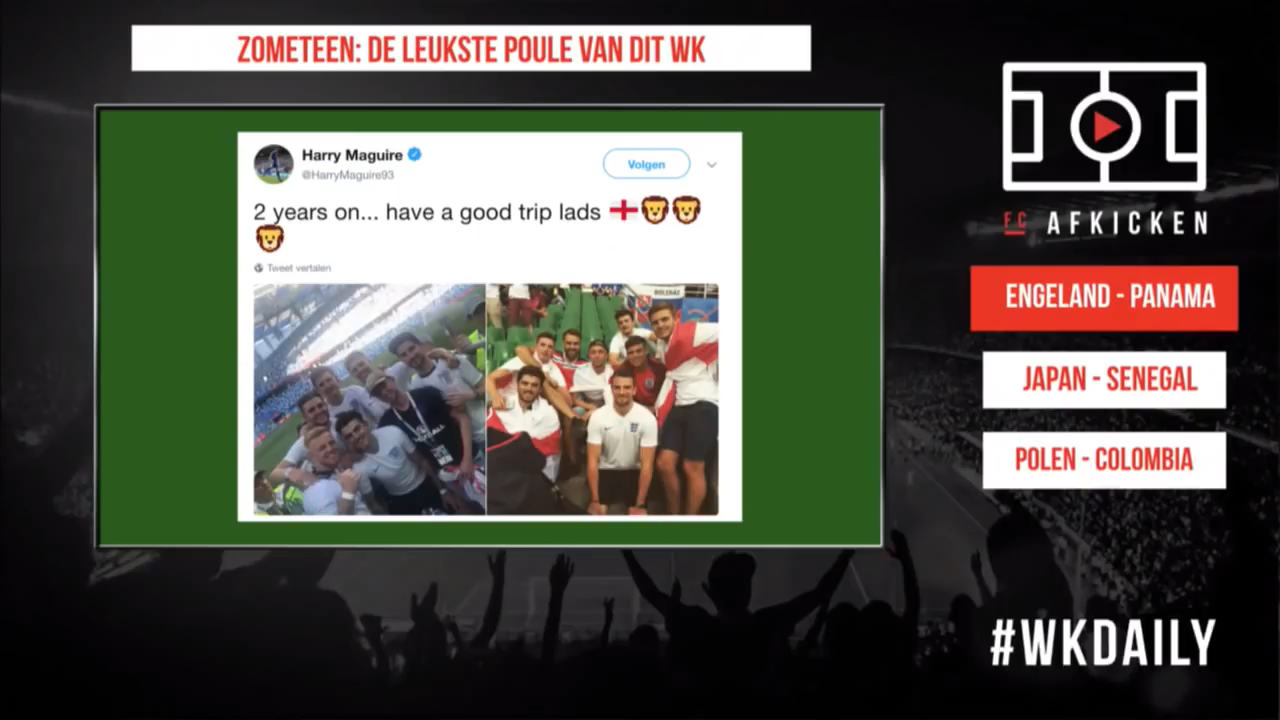 ZOMETEEN: DE LEUKSTE POULE VAN DIT WK
Harry Maguire
@HarryMaguire93
Volgen
2 years on... have a good trip lads 🏴󠁧󠁢󠁥󠁮󠁧󠁿🦁🦁
🦁
Tweet vertalen
BOLERÁZ
FC AFKICKEN
ENGELAND - PANAMA
JAPAN - SENEGAL
POLEN - COLOMBIA
#WKDAILY